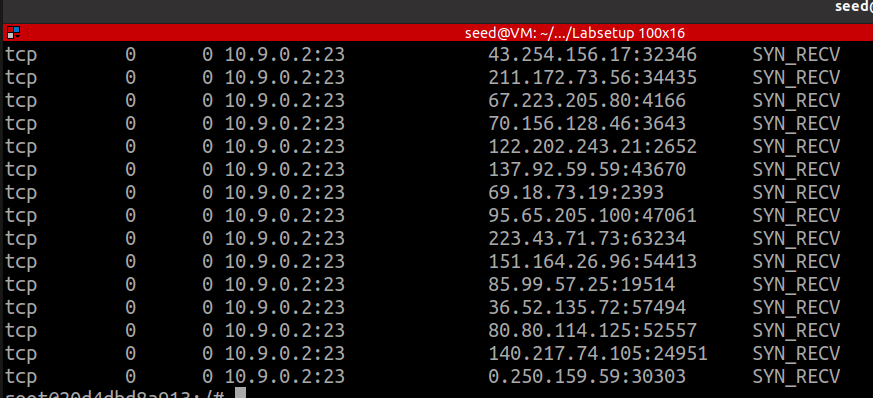 seed@
seed@VM: ~/.../Labsetup 100x16
tcp 0 0 10.9.0.2:23 43.254.156.17:32346 SYN_RECV
tcp 0 0 10.9.0.2:23 211.172.73.56:34435 SYN_RECV
tcp 0 0 10.9.0.2:23 67.223.205.80:4166 SYN_RECV
tcp 0 0 10.9.0.2:23 70.156.128.46:3643 SYN_RECV
tcp 0 0 10.9.0.2:23 122.202.243.21:2652 SYN_RECV
tcp 0 0 10.9.0.2:23 137.92.59.59:43670 SYN_RECV
tcp 0 0 10.9.0.2:23 69.18.73.19:2393 SYN_RECV
tcp 0 0 10.9.0.2:23 95.65.205.100:47061 SYN_RECV
tcp 0 0 10.9.0.2:23 223.43.71.73:63234 SYN_RECV
tcp 0 0 10.9.0.2:23 151.164.26.96:54413 SYN_RECV
tcp 0 0 10.9.0.2:23 85.99.57.25:19514 SYN_RECV
tcp 0 0 10.9.0.2:23 36.52.135.72:57494 SYN_RECV
tcp 0 0 10.9.0.2:23 80.80.114.125:52557 SYN_RECV
tcp 0 0 10.9.0.2:23 140.217.74.105:24951 SYN_RECV
tcp 0 0 10.9.0.2:23 0.250.159.59:30303 SYN_RECV